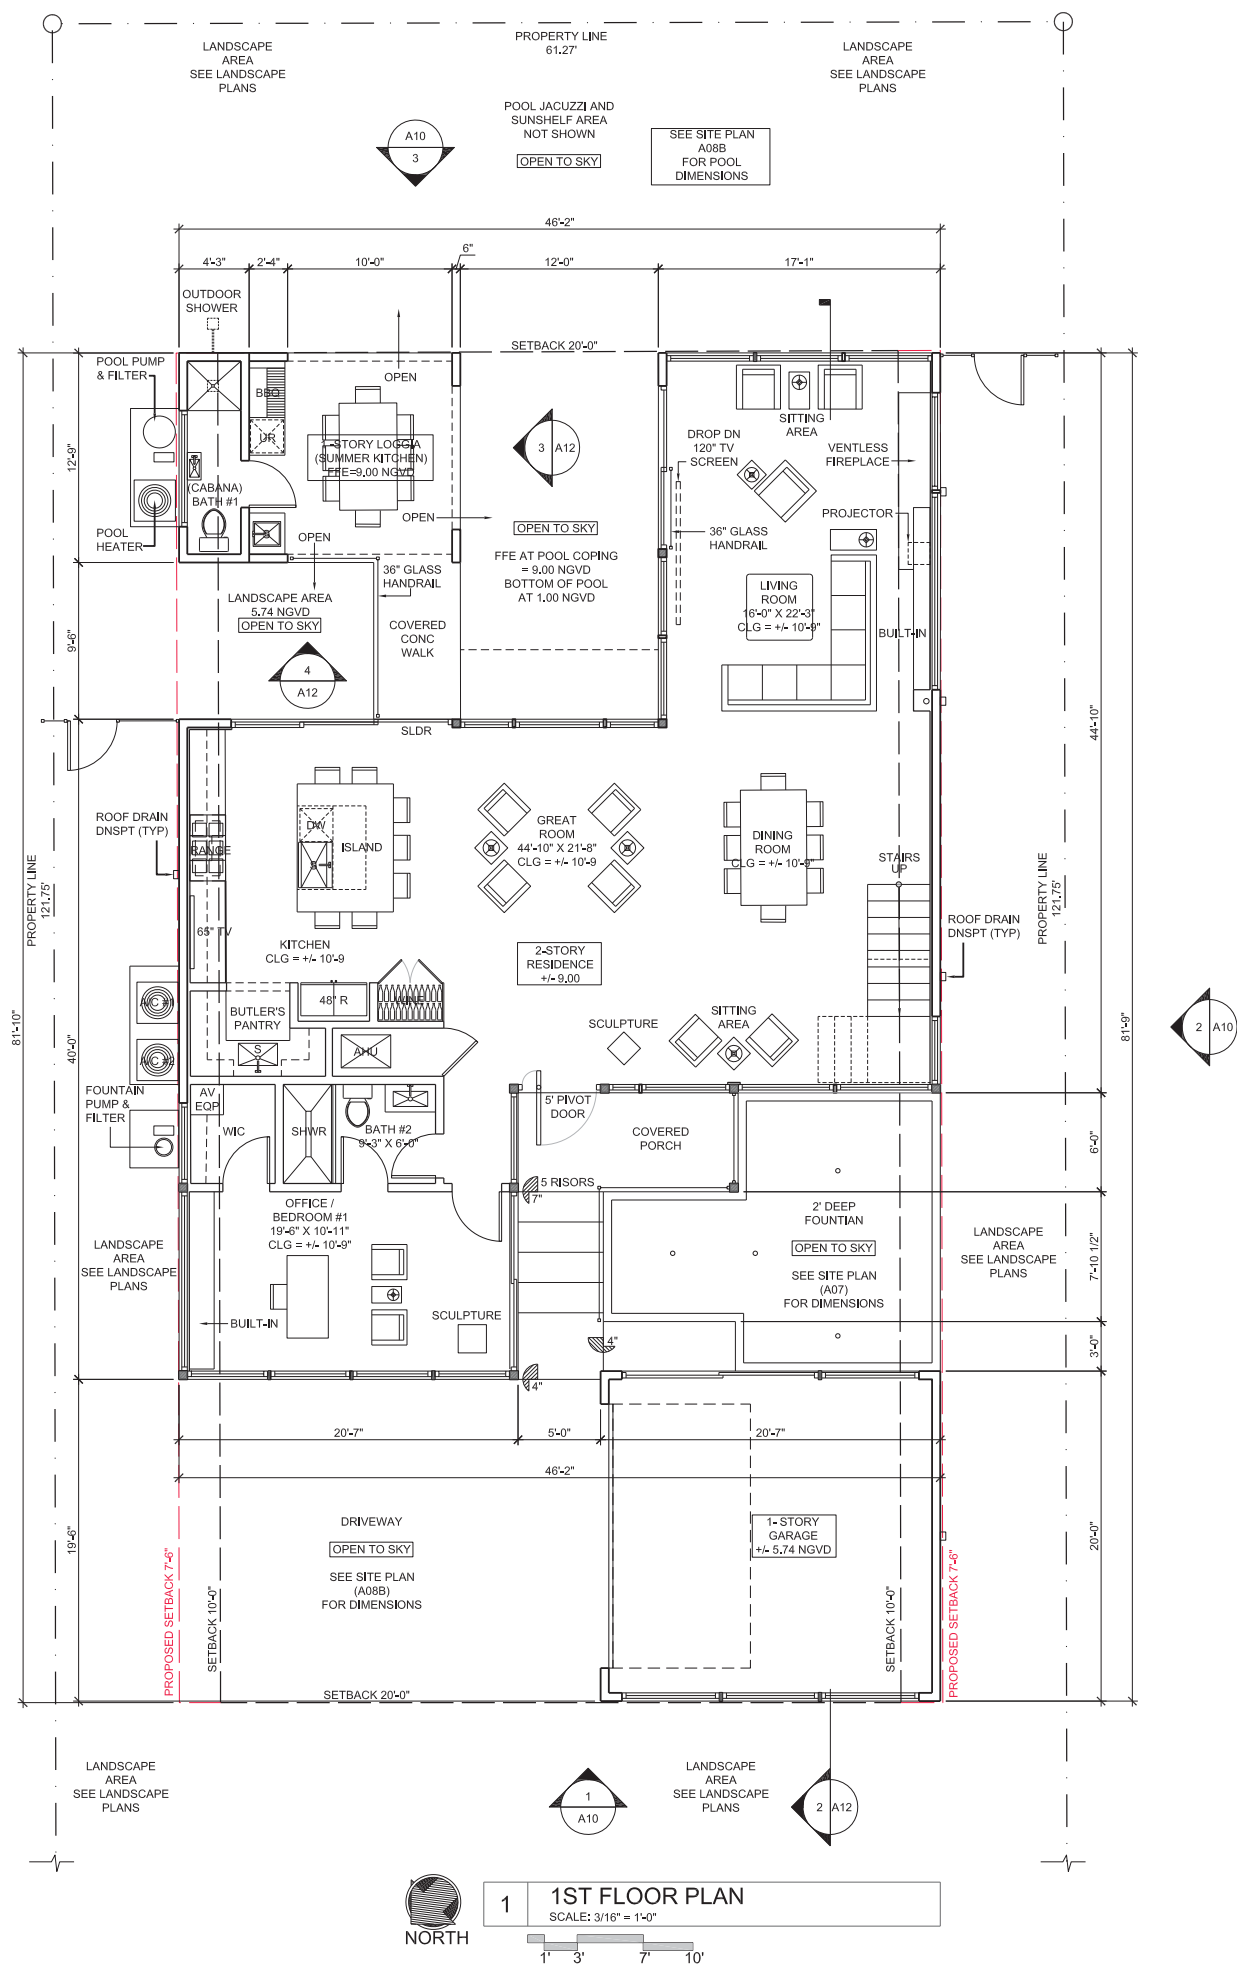 PROPERTY LINE
61.27'
LANDSCAPE
AREA
SEE LANDSCAPE
PLANS
LANDSCAPE
AREA
SEE LANDSCAPE
PLANS
POOL JACUZZI AND
SUNSHELF AREA
NOT SHOWN
OPEN TO SKY
A10
3
SEE SITE PLAN
A08B
FOR POOL
DIMENSIONS
46'-2"
4'-3"
2'-4"
10'-0"
6"
12'-0"
17'-1"
OUTDOOR
SHOWER
SETBACK 20'-0"
POOL PUMP
& FILTER
BBQ
UR
OPEN
1-STORY LOGGIA
(SUMMER KITCHEN)
FFE=9.00 NGVD
3 A12
SITTING
AREA
DROP DN
120" TV
SCREEN
VENTLESS
FIREPLACE
12'-9"
(CABANA)
BATH #1
OPEN
OPEN TO SKY
PROJECTOR
POOL
HEATER
OPEN
36" GLASS
HANDRAIL
FFE AT POOL COPING
= 9.00 NGVD
BOTTOM OF POOL
AT 1.00 NGVD
36" GLASS
HANDRAIL
LANDSCAPE AREA
5.74 NGVD
OPEN TO SKY
COVERED
CONC
WALK
LIVING
ROOM
16'-0" X 22'-3"
CLG = +/- 10'-9"
BUILT-IN
9'-6"
4
A12
SLDR
44'-10"
ROOF DRAIN
DNSPT (TYP)
RANGE
DW
S
ISLAND
GREAT
ROOM
44'-10" X 21'-8"
CLG = +/- 10'-9
DINING
ROOM
CLG = +/- 10'-9"
STAIRS
UP
PROPERTY LINE
121.75'
PROPERTY LINE
121.75'
65" TV
KITCHEN
CLG = +/- 10'-9
2-STORY
RESIDENCE
+/- 9.00
ROOF DRAIN
DNSPT (TYP)
A/C #1
BUTLER'S
PANTRY
48" R
WINE
SCULPTURE
SITTING
AREA
2 A10
81'-10"
40'-0"
81'-9"
A/C #2
S
AHU
FOUNTAIN
PUMP &
FILTER
AV
EQP
WIC
SHWR
BATH #2
9'-3" X 6'-0"
5' PIVOT
DOOR
COVERED
PORCH
6'-0"
5 RISORS
7"
OFFICE /
BEDROOM #1
19'-6" X 10'-11"
CLG = +/- 10'-9"
2' DEEP
FOUNTIAN
OPEN TO SKY
SEE SITE PLAN
(A07)
FOR DIMENSIONS
LANDSCAPE
AREA
SEE LANDSCAPE
PLANS
LANDSCAPE
AREA
SEE LANDSCAPE
PLANS
7'-10 1/2"
BUILT-IN
SCULPTURE
4"
4"
3'-0"
20'-7"
5'-0"
20'-7"
46'-2"
DRIVEWAY
OPEN TO SKY
SEE SITE PLAN
(A08B)
FOR DIMENSIONS
1- STORY
GARAGE
+/- 5.74 NGVD
19'-6"
20'-0"
PROPOSED SETBACK 7'-6"
SETBACK 10'-0"
SETBACK 10'-0"
PROPOSED SETBACK 7'-6"
SETBACK 20'-0"
LANDSCAPE
AREA
SEE LANDSCAPE
PLANS
1
A10
LANDSCAPE
AREA
SEE LANDSCAPE
PLANS
2 A12
NORTH
1
1ST FLOOR PLAN
SCALE: 3/16" = 1'-0"
1' 3' 7' 10'